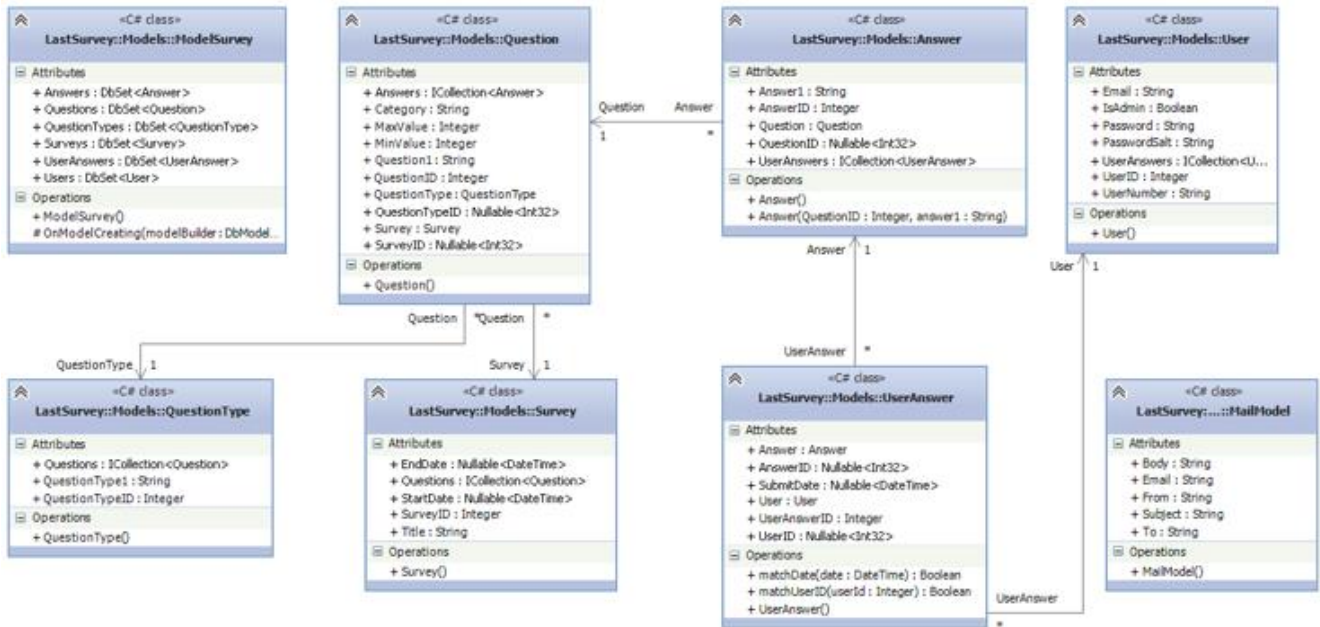 «C# class»
LastSurvey::Models::ModelSurvey
Attributes
+ Answers : DbSet<Answer>
+ Questions : DbSet<Question>
+ QuestionTypes : DbSet<QuestionType>
+ Surveys : DbSet<Survey>
+ UserAnswers : DbSet<UserAnswer>
+ Users : DbSet<User>
Operations
+ ModelSurvey()
# OnModelCreating(modelBuilder : DbModel...
«C# class»
LastSurvey::Models::Question
Attributes
+ Answers : ICollection<Answer>
+ Category : String
+ MaxValue : Integer
+ MinValue : Integer
+ Question1 : String
+ QuestionID : Integer
+ QuestionType : QuestionType
+ QuestionTypeID : Nullable<Int32>
+ Survey : Survey
+ SurveyID : Nullable<Int32>
Operations
+ Question()
Question Answer
1 *
«C# class»
LastSurvey::Models::Answer
Attributes
+ Answer1 : String
+ AnswerID : Integer
+ Question : Question
+ QuestionID : Nullable<Int32>
+ UserAnswers : ICollection<UserAnswer>
Operations
+ Answer()
+ Answer(QuestionID : Integer, answer1 : String)
«C# class»
LastSurvey::Models::User
Attributes
+ Email : String
+ IsAdmin : Boolean
+ Password : String
+ PasswordSalt : String
+ UserAnswers : ICollection<U...
+ UserID : Integer
+ UserNumber : String
Operations
+ User()
Answer 1
User 1
Question *Question *
QuestionType 1
Survey 1
UserAnswer *
«C# class»
LastSurvey::Models::QuestionType
Attributes
+ Questions : ICollection<Question>
+ QuestionType1 : String
+ QuestionTypeID : Integer
Operations
+ QuestionType()
«C# class»
LastSurvey::Models::Survey
Attributes
+ EndDate : Nullable<DateTime>
+ Questions : ICollection<Question>
+ StartDate : Nullable<DateTime>
+ SurveyID : Integer
+ Title : String
Operations
+ Survey()
«C# class»
LastSurvey::Models::UserAnswer
Attributes
+ Answer : Answer
+ AnswerID : Nullable<Int32>
+ SubmitDate : Nullable<DateTime>
+ User : User
+ UserAnswerID : Integer
+ UserID : Nullable<Int32>
Operations
+ matchDate(date : DateTime) : Boolean
+ matchUserID(userId : Integer) : Boolean
+ UserAnswer()
UserAnswer
*
«C# class»
LastSurvey:...::MailModel
Attributes
+ Body : String
+ Email : String
+ From : String
+ Subject : String
+ To : String
Operations
+ MailModel()